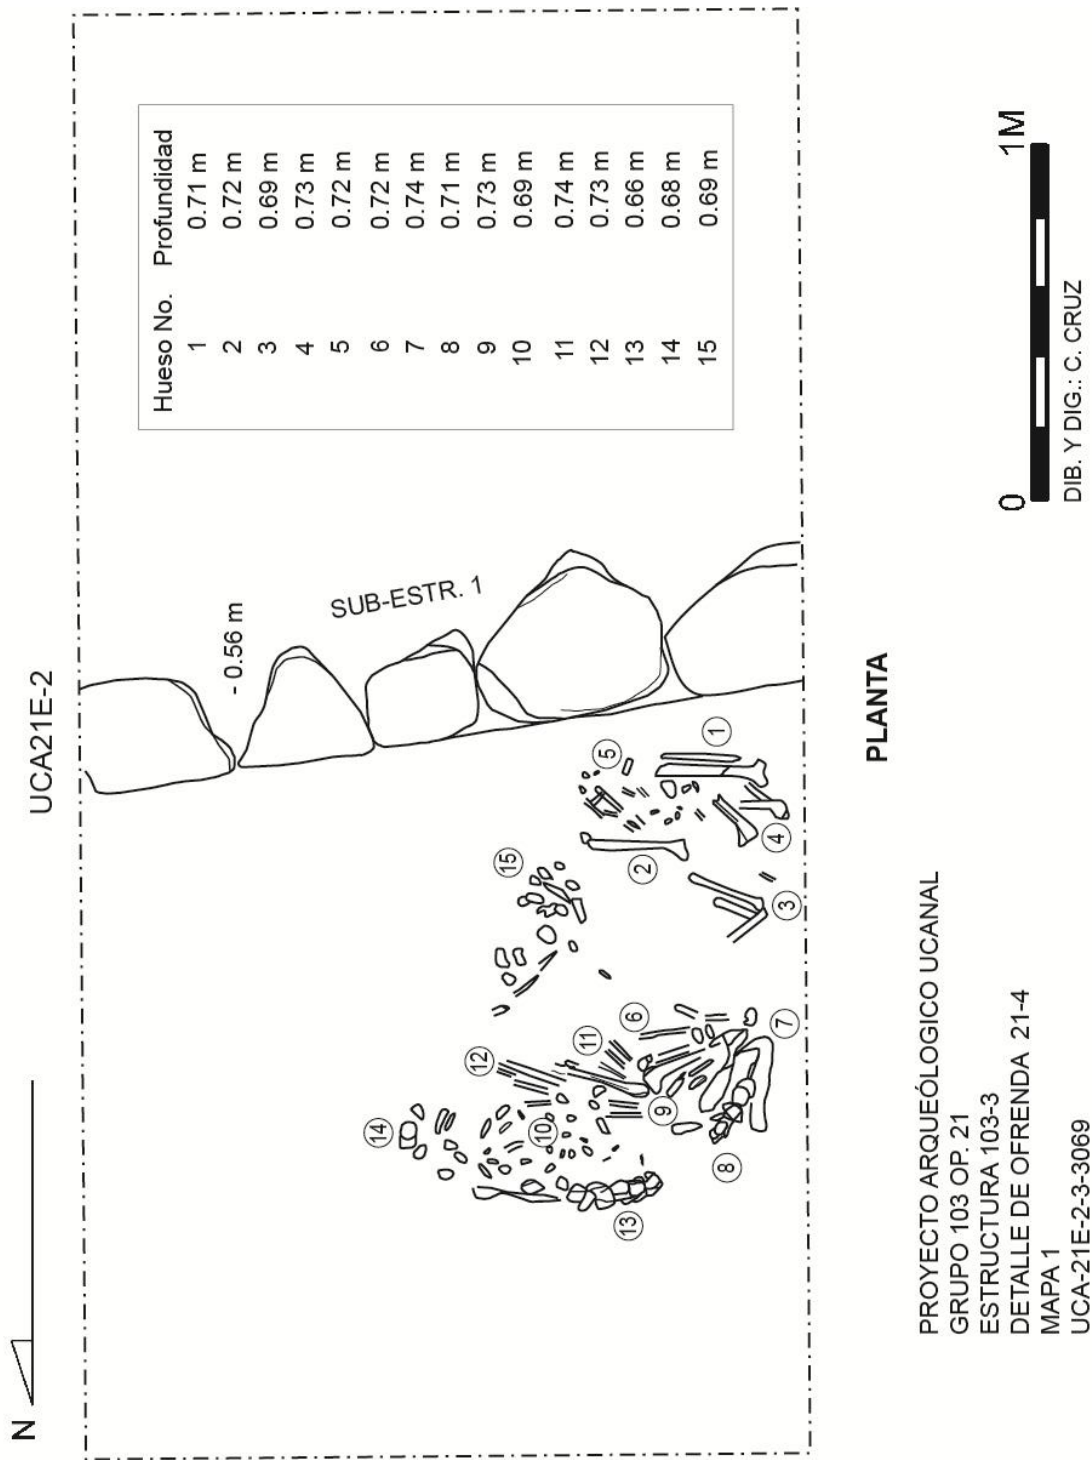 N
UCA21E-2
- 0.56 m
SUB-ESTR. 1
Hueso No. Profundidad
1 0.71 m
2 0.72 m
3 0.69 m
4 0.73 m
5 0.72 m
6 0.72 m
7 0.74 m
8 0.71 m
9 0.73 m
10 0.69 m
11 0.74 m
12 0.73 m
13 0.66 m
14 0.68 m
15 0.69 m
14
12
15
13
10
11
9
6
8
7
5
2
3
4
1
PLANTA
PROYECTO ARQUEÓLOGICO UCANAL
GRUPO 103 OP. 21
ESTRUCTURA 103-3
DETALLE DE OFRENDA 21-4
MAPA 1
UCA-21E-2-3-3069
0 1M
DIB. Y DIG.: C. CRUZ